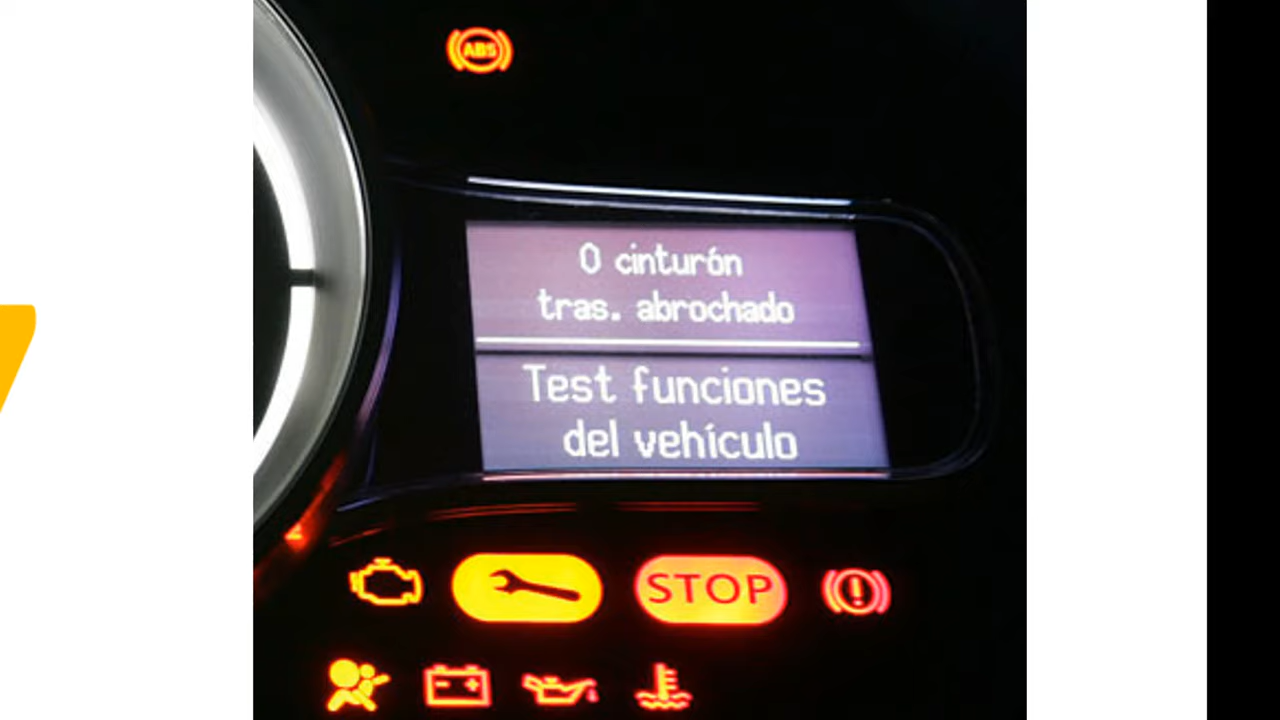 ABS
0 cinturón
tras. abrochado
Test funciones
del vehículo
STOP